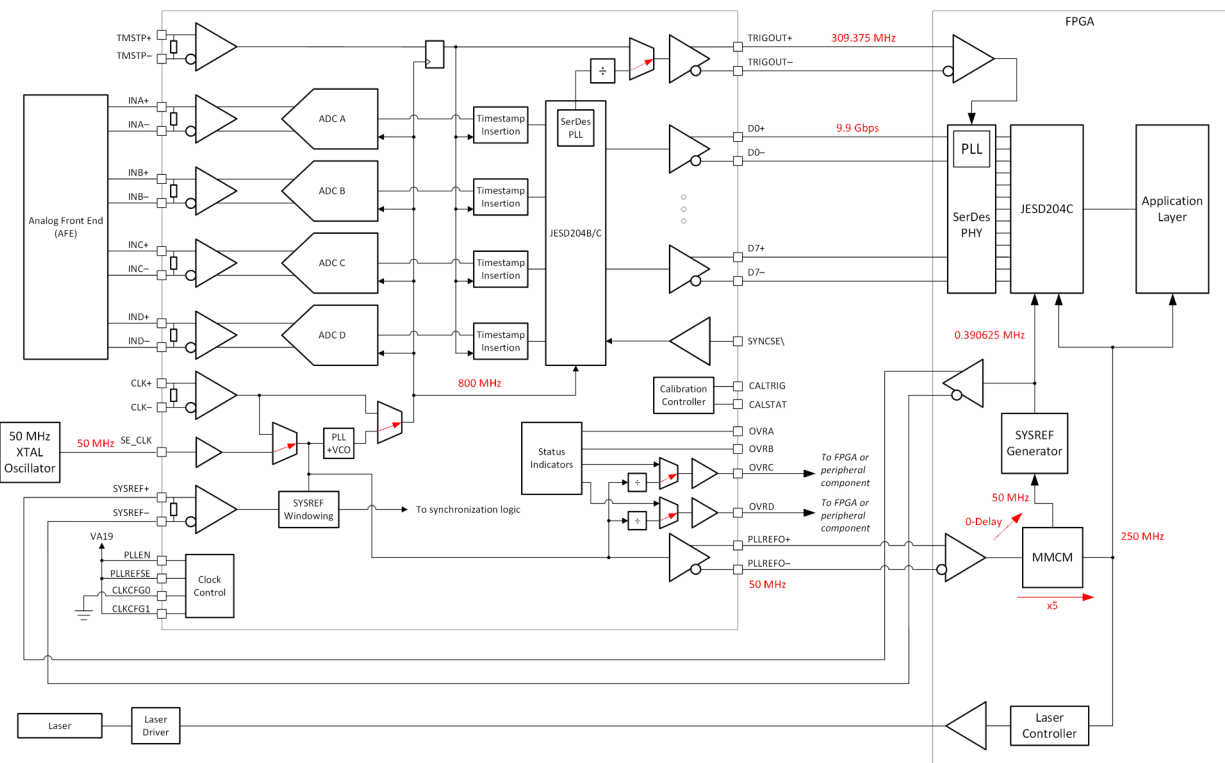 FPGA
TMSTP+
TMSTP–
TRIGOUT+
309.375 MHz
TRIGOUT–
÷
INA+
INA–
ADC A
Timestamp
Insertion
SerDes
PLL
D0+
9.9 Gbps
D0–
PLL
INB+
INB–
ADC B
Timestamp
Insertion
Analog Front End
(AFE)
JESD204B/C
SerDes
PHY
JESD204C
Application
Layer
INC+
INC–
ADC C
Timestamp
Insertion
D7+
D7–
IND+
IND–
ADC D
Timestamp
Insertion
SYNCSE\
0.390625 MHz
CLK+
CLK–
800 MHz
Calibration
Controller
CALTRIG
CALSTAT
50 MHz
XTAL
Oscillator
50 MHz
SE_CLK
PLL
+VCO
Status
Indicators
OVRA
OVRB
OVRC
OVRD
÷
÷
To FPGA or
peripheral
component
To FPGA or
peripheral
component
SYSREF
Generator
SYSREF+
SYSREF–
SYSREF
Windowing
To synchronization logic
50 MHz
0-Delay
250 MHz
VA19
PLLEN
PLLREFSE
CLKCFG0
CLKCFG1
Clock
Control
PLLREFO+
PLLREFO–
50 MHz
MMCM
x5
Laser
Laser
Driver
Laser
Controller